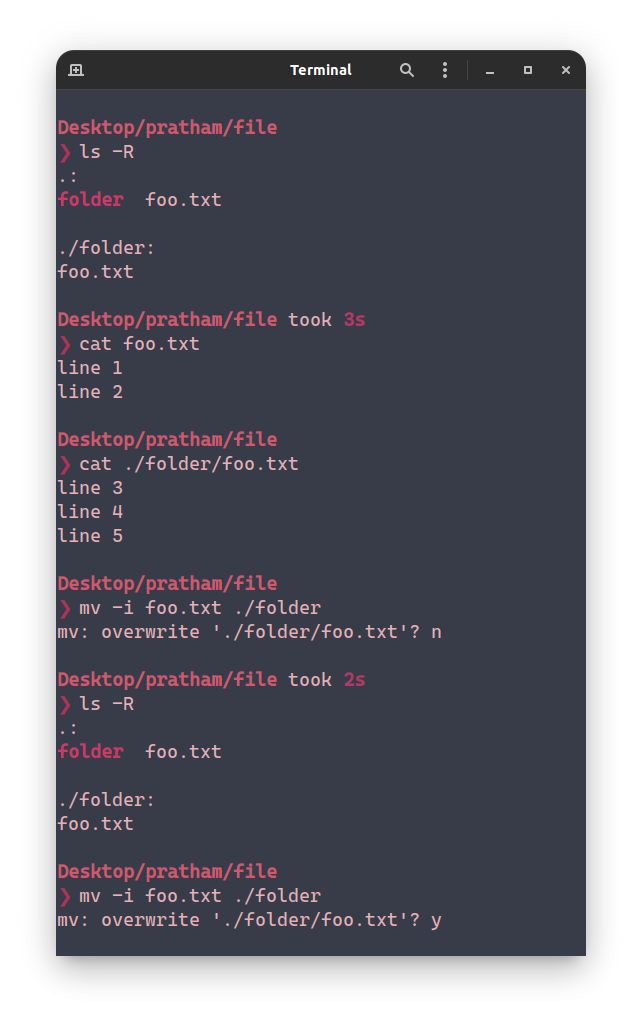 Terminal
Desktop/pratham/file
❯ ls -R
.:
folder  foo.txt
./folder:
foo.txt
Desktop/pratham/file took 3s
❯ cat foo.txt
line 1
line 2
Desktop/pratham/file
❯ cat ./folder/foo.txt
line 3
line 4
line 5
Desktop/pratham/file
❯ mv -i foo.txt ./folder
mv: overwrite './folder/foo.txt'? n
Desktop/pratham/file took 2s
❯ ls -R
.:
folder  foo.txt
./folder:
foo.txt
Desktop/pratham/file
❯ mv -i foo.txt ./folder
mv: overwrite './folder/foo.txt'? y